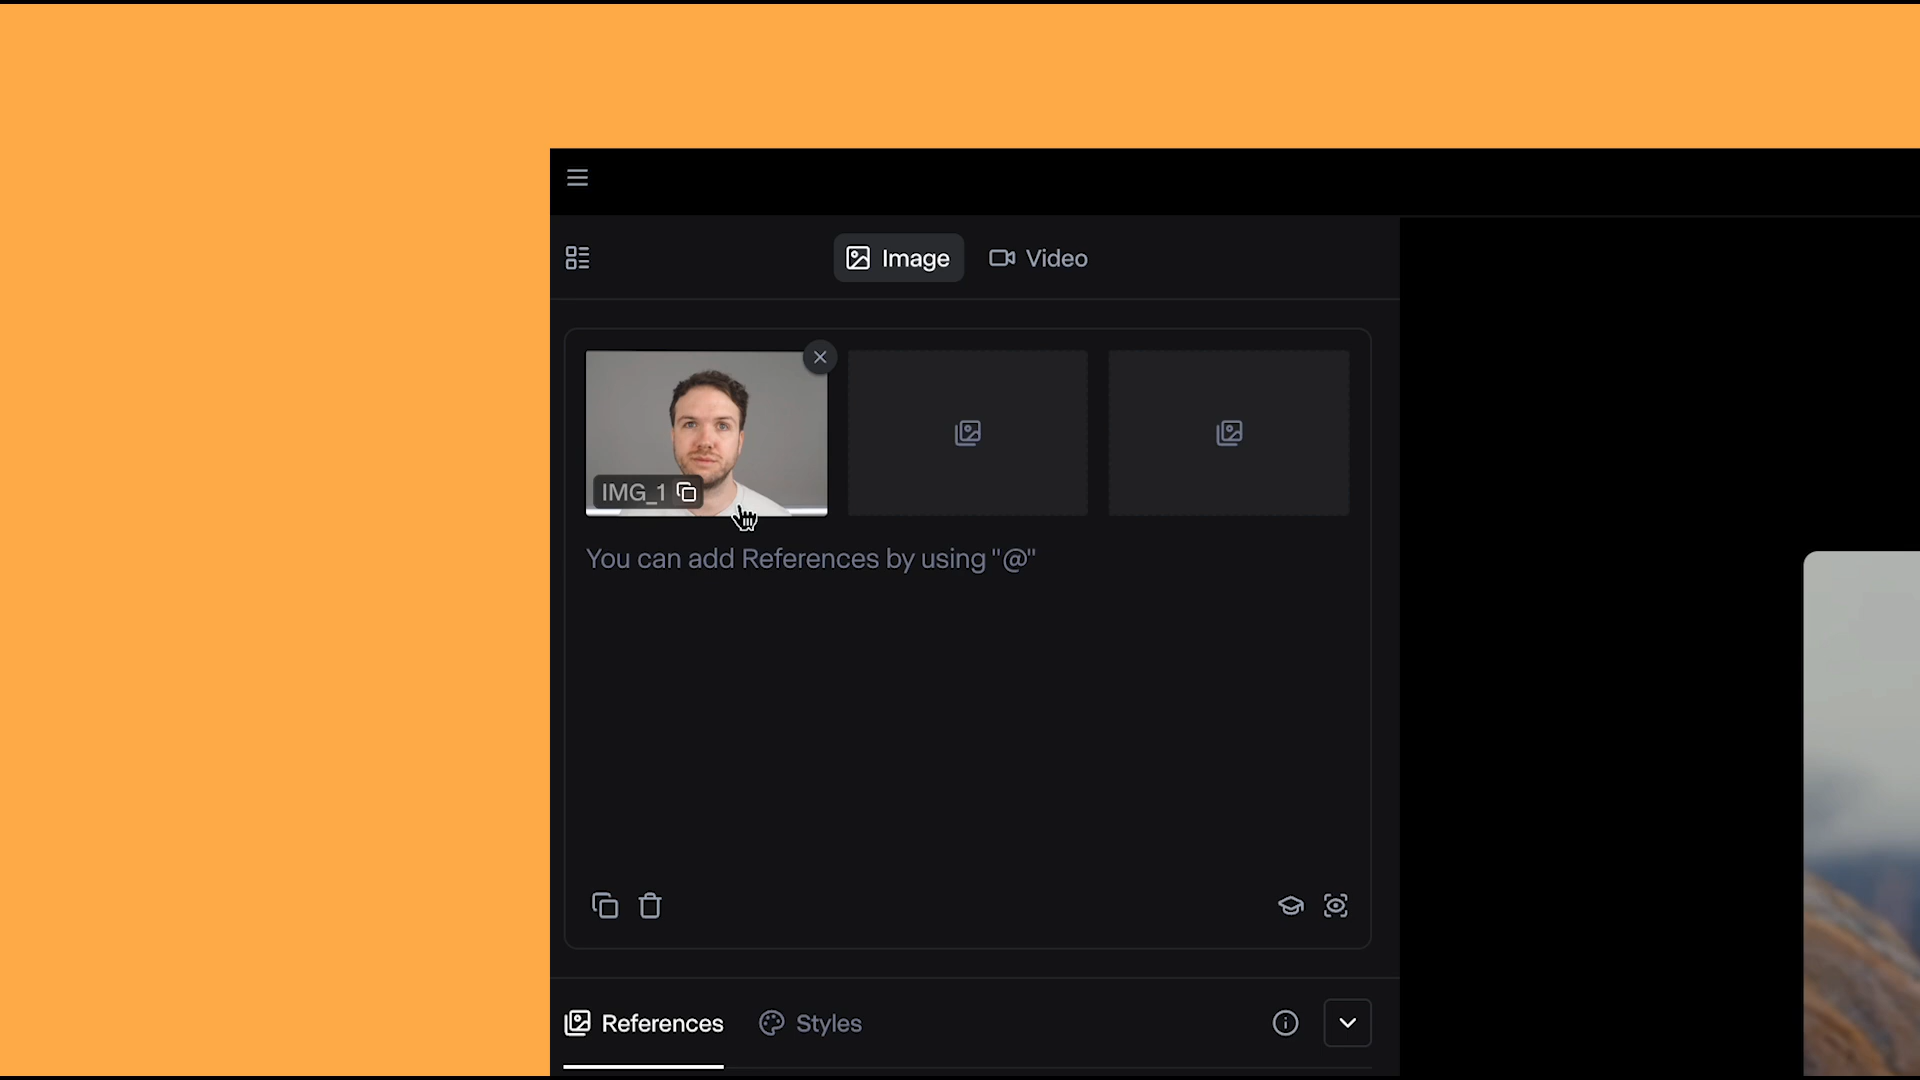 Image
Video
IMG_1
You can add References by using "@"
References
Styles